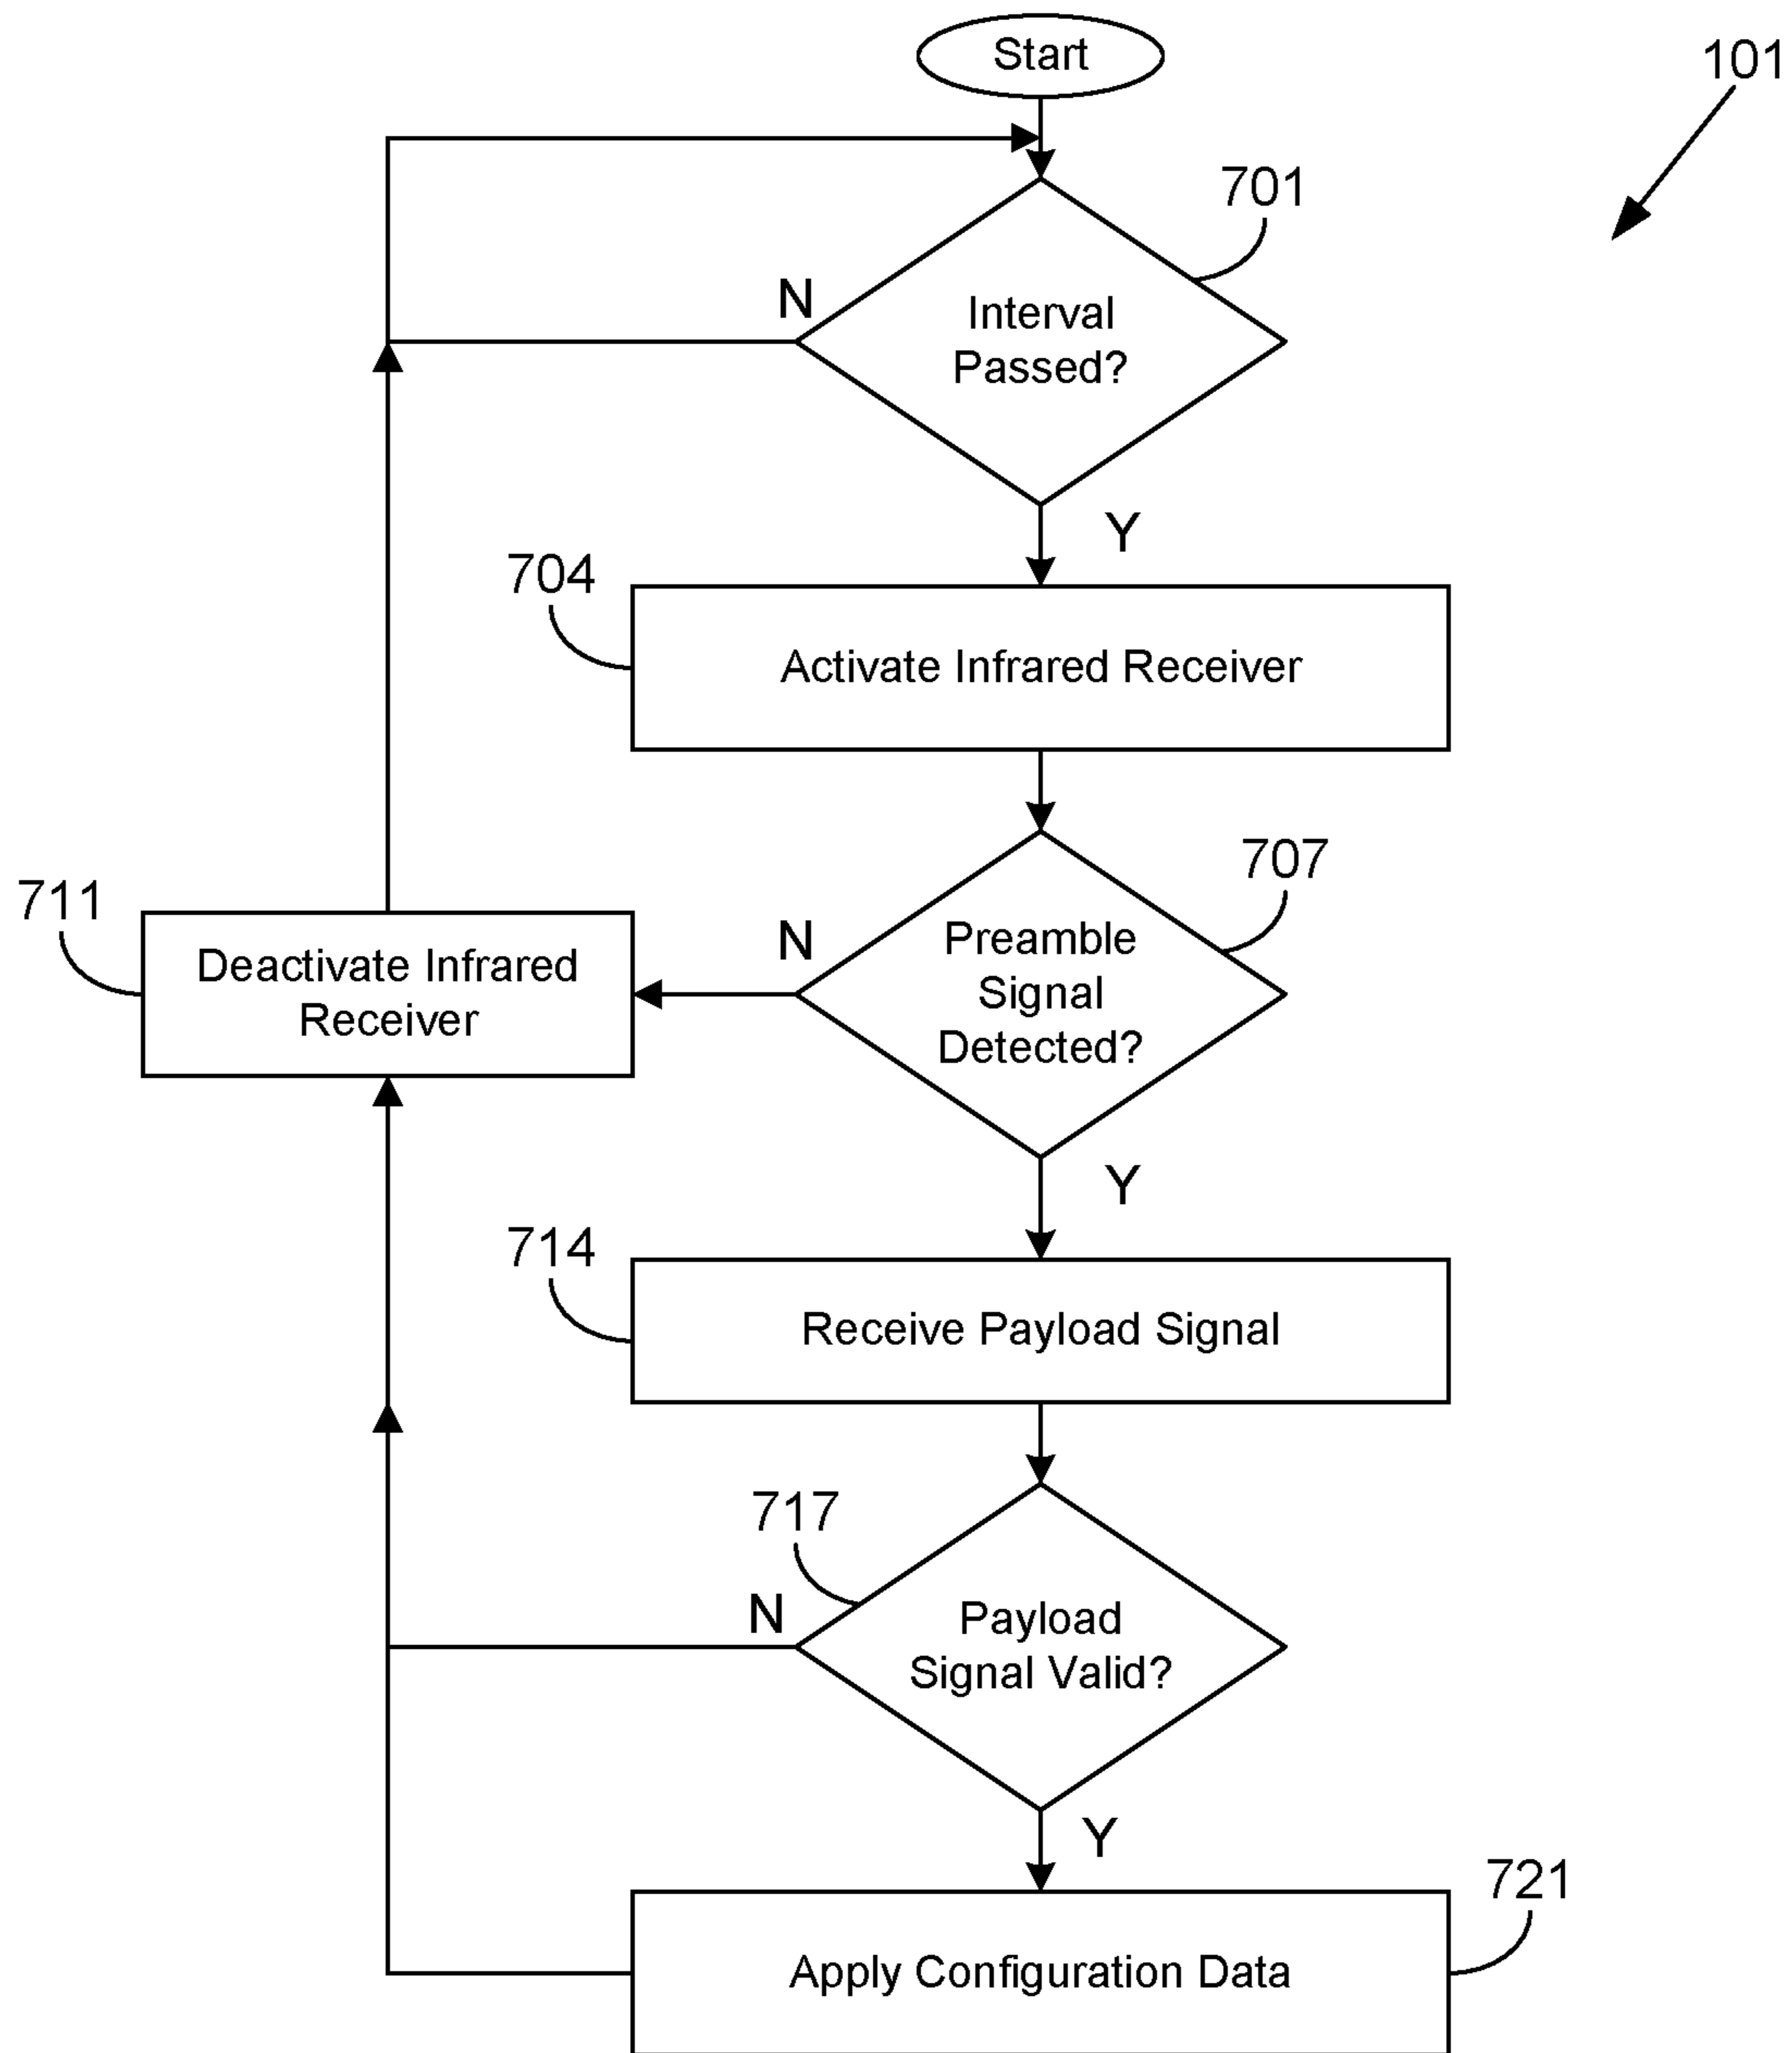 Start
101
701
N
Interval
Passed?
Y
704
Activate Infrared Receiver
707
711
N
Preamble
Signal
Detected?
Deactivate Infrared
Receiver
Y
714
Receive Payload Signal
717
N
Payload
Signal Valid?
Y
721
Apply Configuration Data